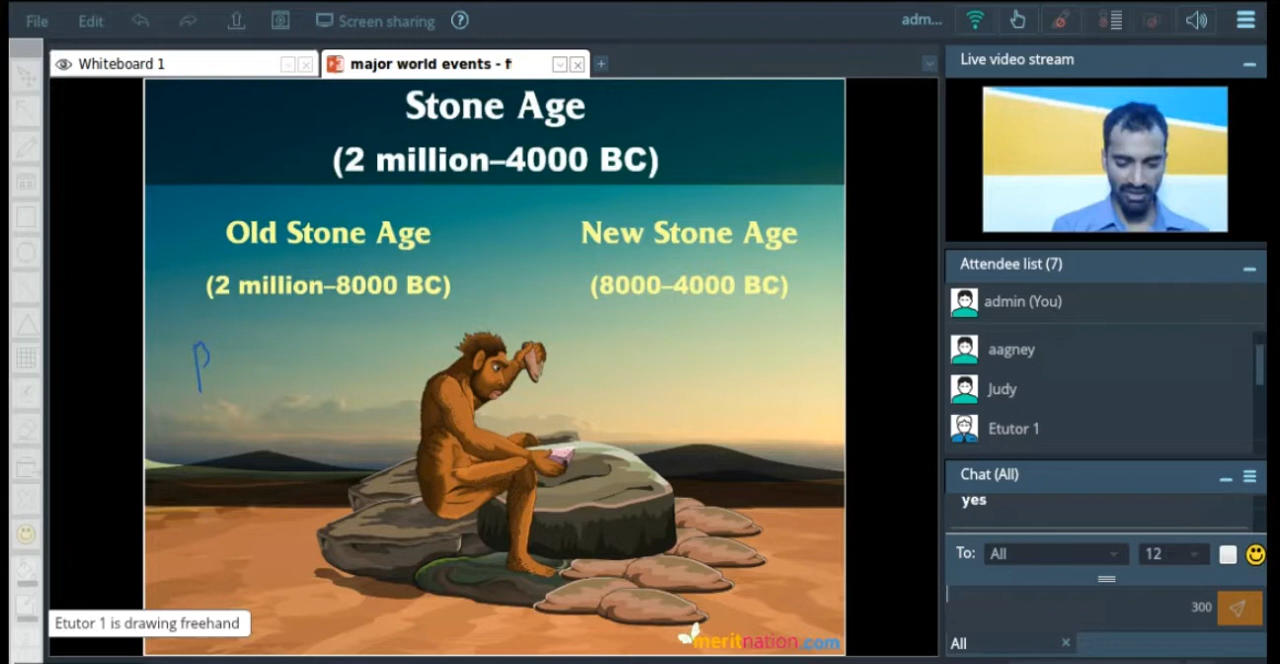 File Edit Screen sharing ? adm...
Whiteboard 1
major world events - f
Live video stream
Stone Age
(2 million–4000 BC)
Old Stone Age
New Stone Age
(2 million–8000 BC)
(8000–4000 BC)
P
Attendee list (7)
admin (You)
aagney
Judy
Etutor 1
Chat (All)
yes
To: All 12
300
All
Etutor 1 is drawing freehand
meritnation.com